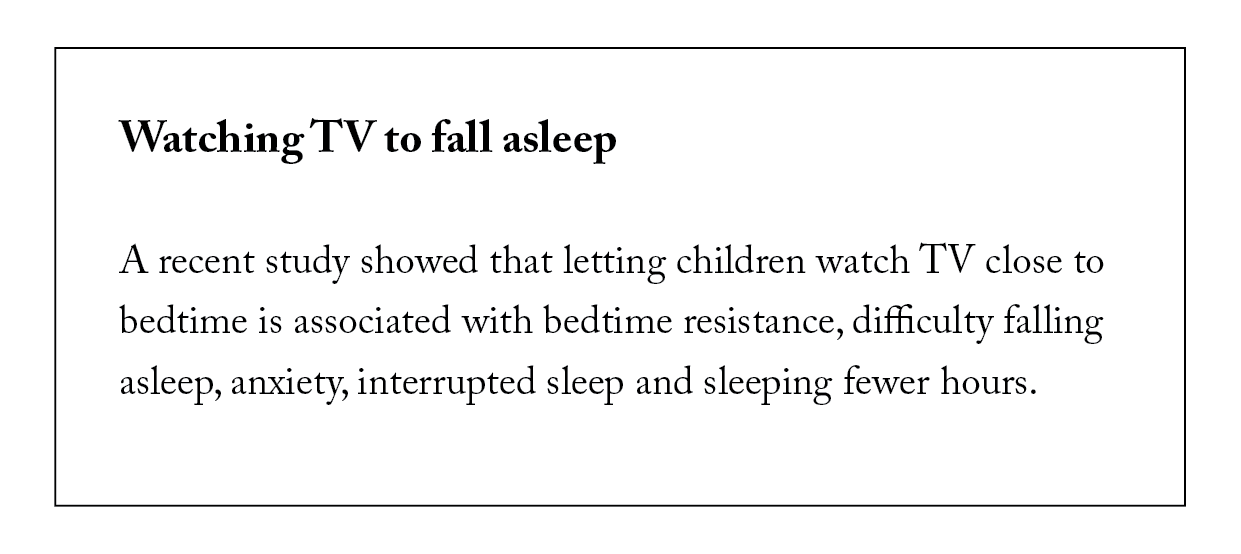 Watching TV to fall asleep
A recent study showed that letting children watch TV close to
bedtime is associated with bedtime resistance, difficulty falling
asleep, anxiety, interrupted sleep and sleeping fewer hours.